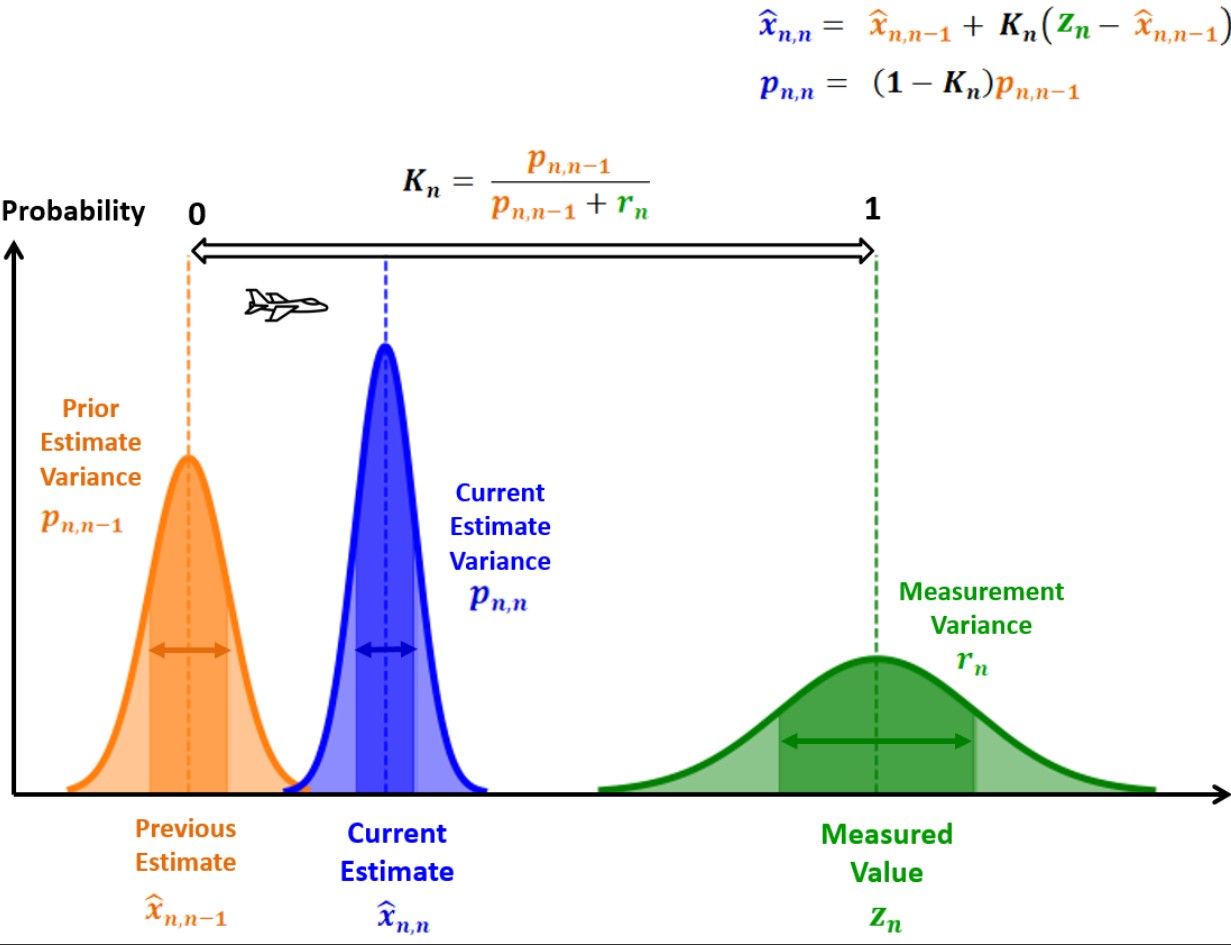 x̂n,n = x̂n,n−1 + Kn(zn − x̂n,n−1)
pn,n = (1 − Kn)pn,n−1
Kn = pn,n−1
pn,n−1 + rn
Probability 0 1
Prior
Estimate
Variance
pn,n−1
Current
Estimate
Variance
pn,n
Measurement
Variance
rn
Previous
Estimate
x̂n,n−1
Current
Estimate
x̂n,n
Measured
Value
zn